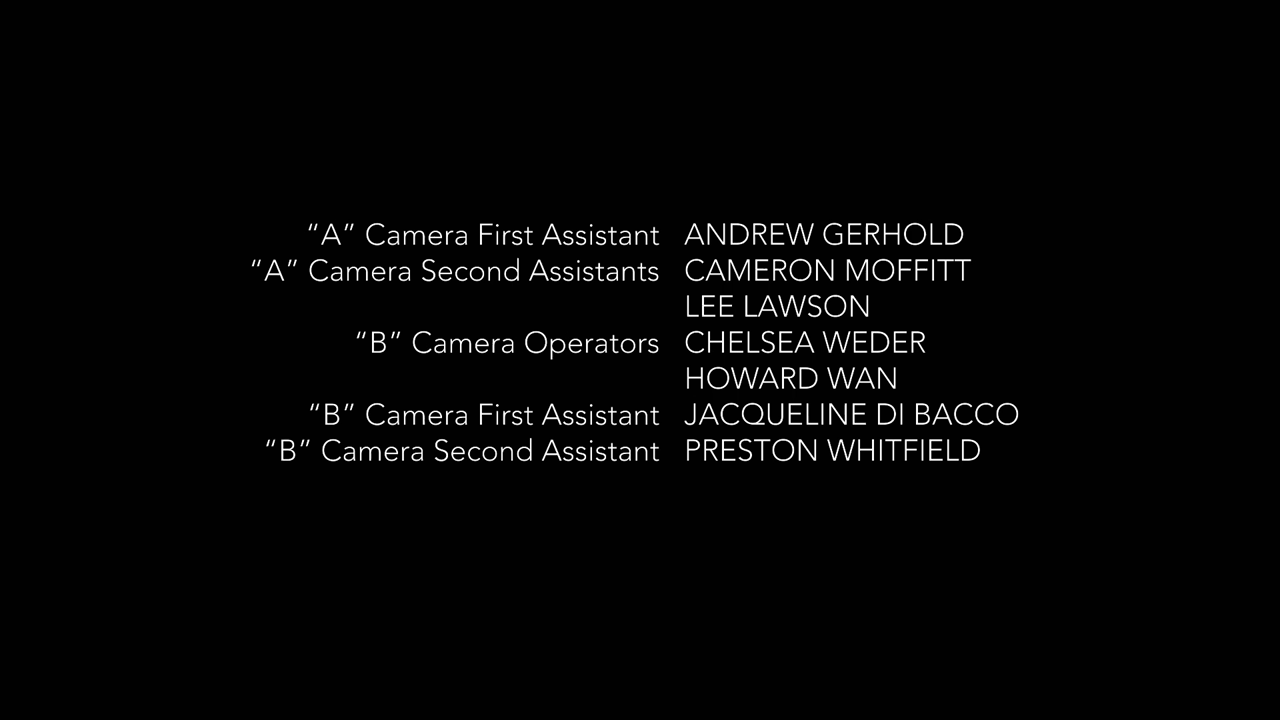 “A” Camera First Assistant ANDREW GERHOLD
“A” Camera Second Assistants CAMERON MOFFITT
LEE LAWSON
“B” Camera Operators CHELSEA WEDER
HOWARD WAN
“B” Camera First Assistant JACQUELINE DI BACCO
“B” Camera Second Assistant PRESTON WHITFIELD